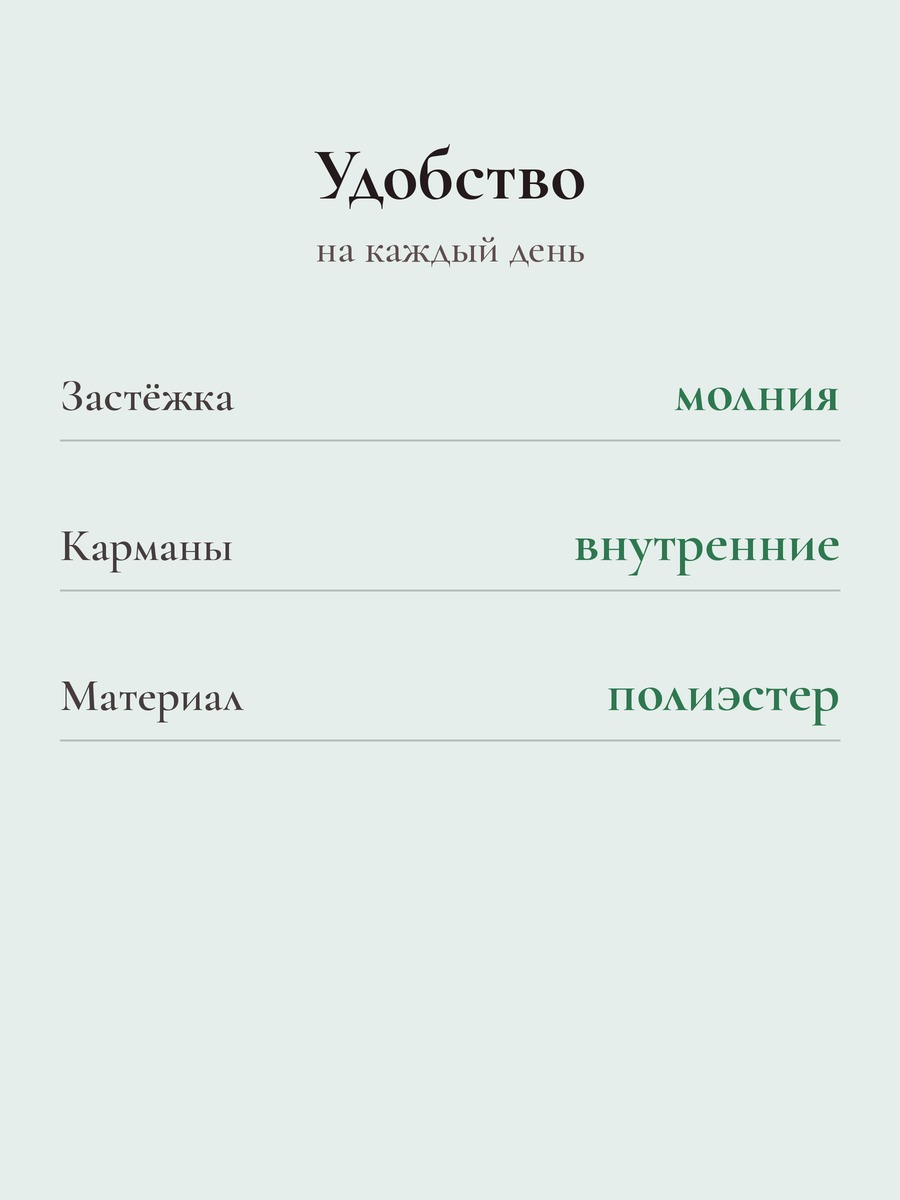 Удобство
на каждый день
Застёжка молния
Карманы внутренние
Материал полиэстер